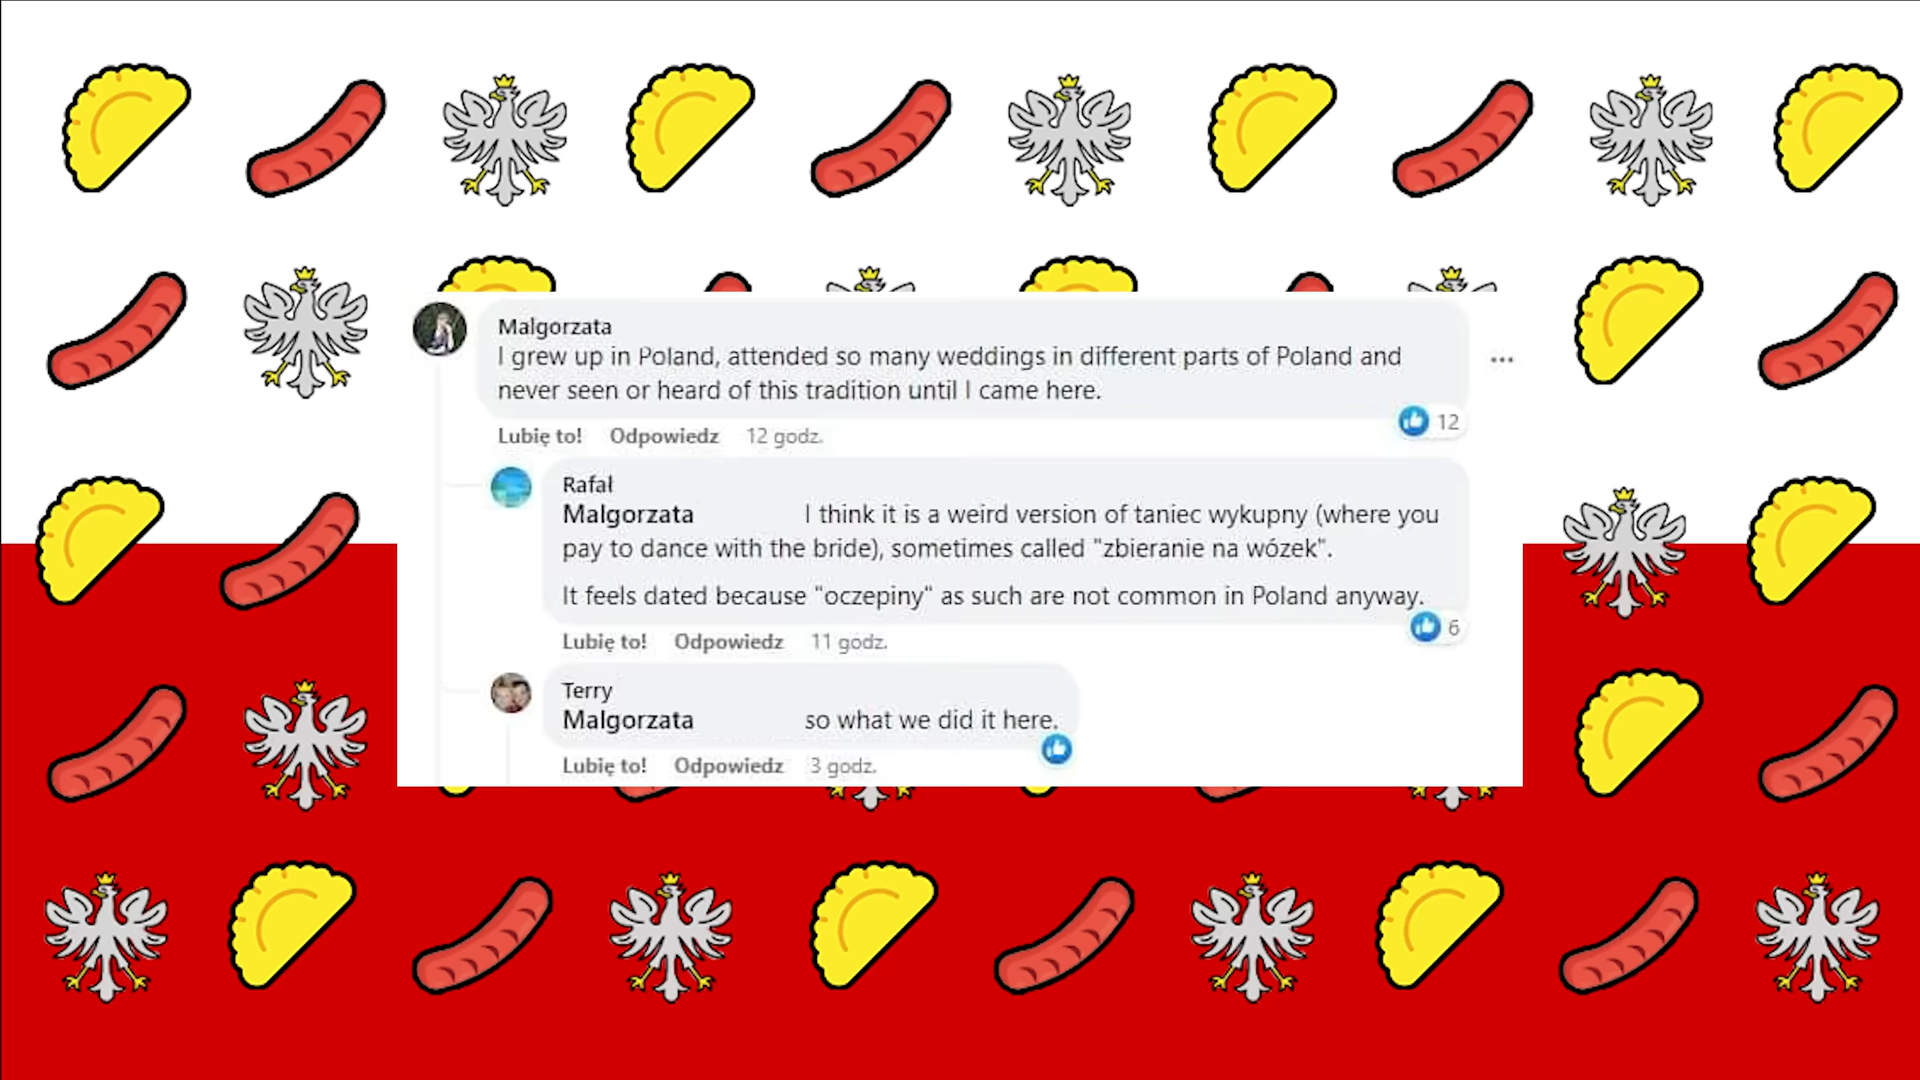 Malgorzata
I grew up in Poland, attended so many weddings in different parts of Poland and
never seen or heard of this tradition until I came here.
12
Lubię to! Odpowiedz 12 godz.
Rafał
Malgorzata I think it is a weird version of taniec wykupny (where you
pay to dance with the bride), sometimes called "zbieranie na wózek".
It feels dated because "oczepiny" as such are not common in Poland anyway.
6
Lubię to! Odpowiedz 11 godz.
Terry
Malgorzata so what we did it here.
Lubię to! Odpowiedz 3 godz.